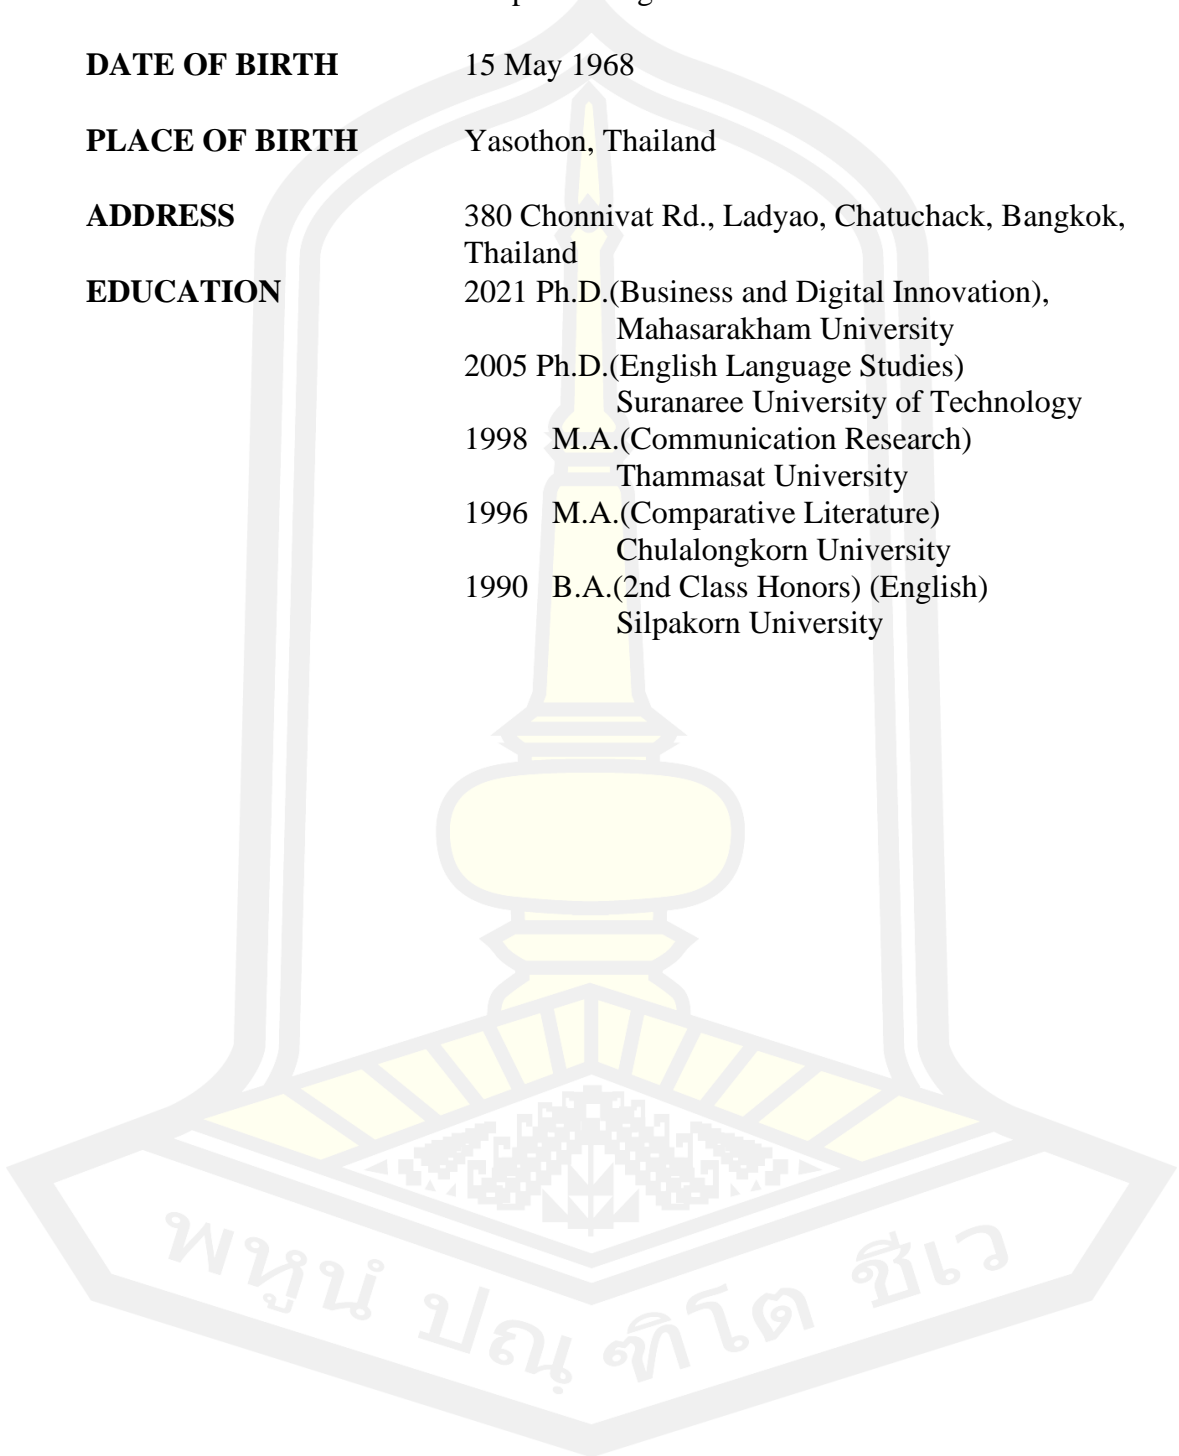 DATE OF BIRTH 15 May 1968
PLACE OF BIRTH Yasothon, Thailand
ADDRESS 380 Chonnivat Rd., Ladyao, Chatuchack, Bangkok,
Thailand
EDUCATION 2021 Ph.D.(Business and Digital Innovation),
Mahasarakham University
2005 Ph.D.(English Language Studies)
Suranaree University of Technology
1998 M.A.(Communication Research)
Thammasat University
1996 M.A.(Comparative Literature)
Chulalongkorn University
1990 B.A.(2nd Class Honors) (English)
Silpakorn University
พหูนํ ปณฺฑิโต ชีเว